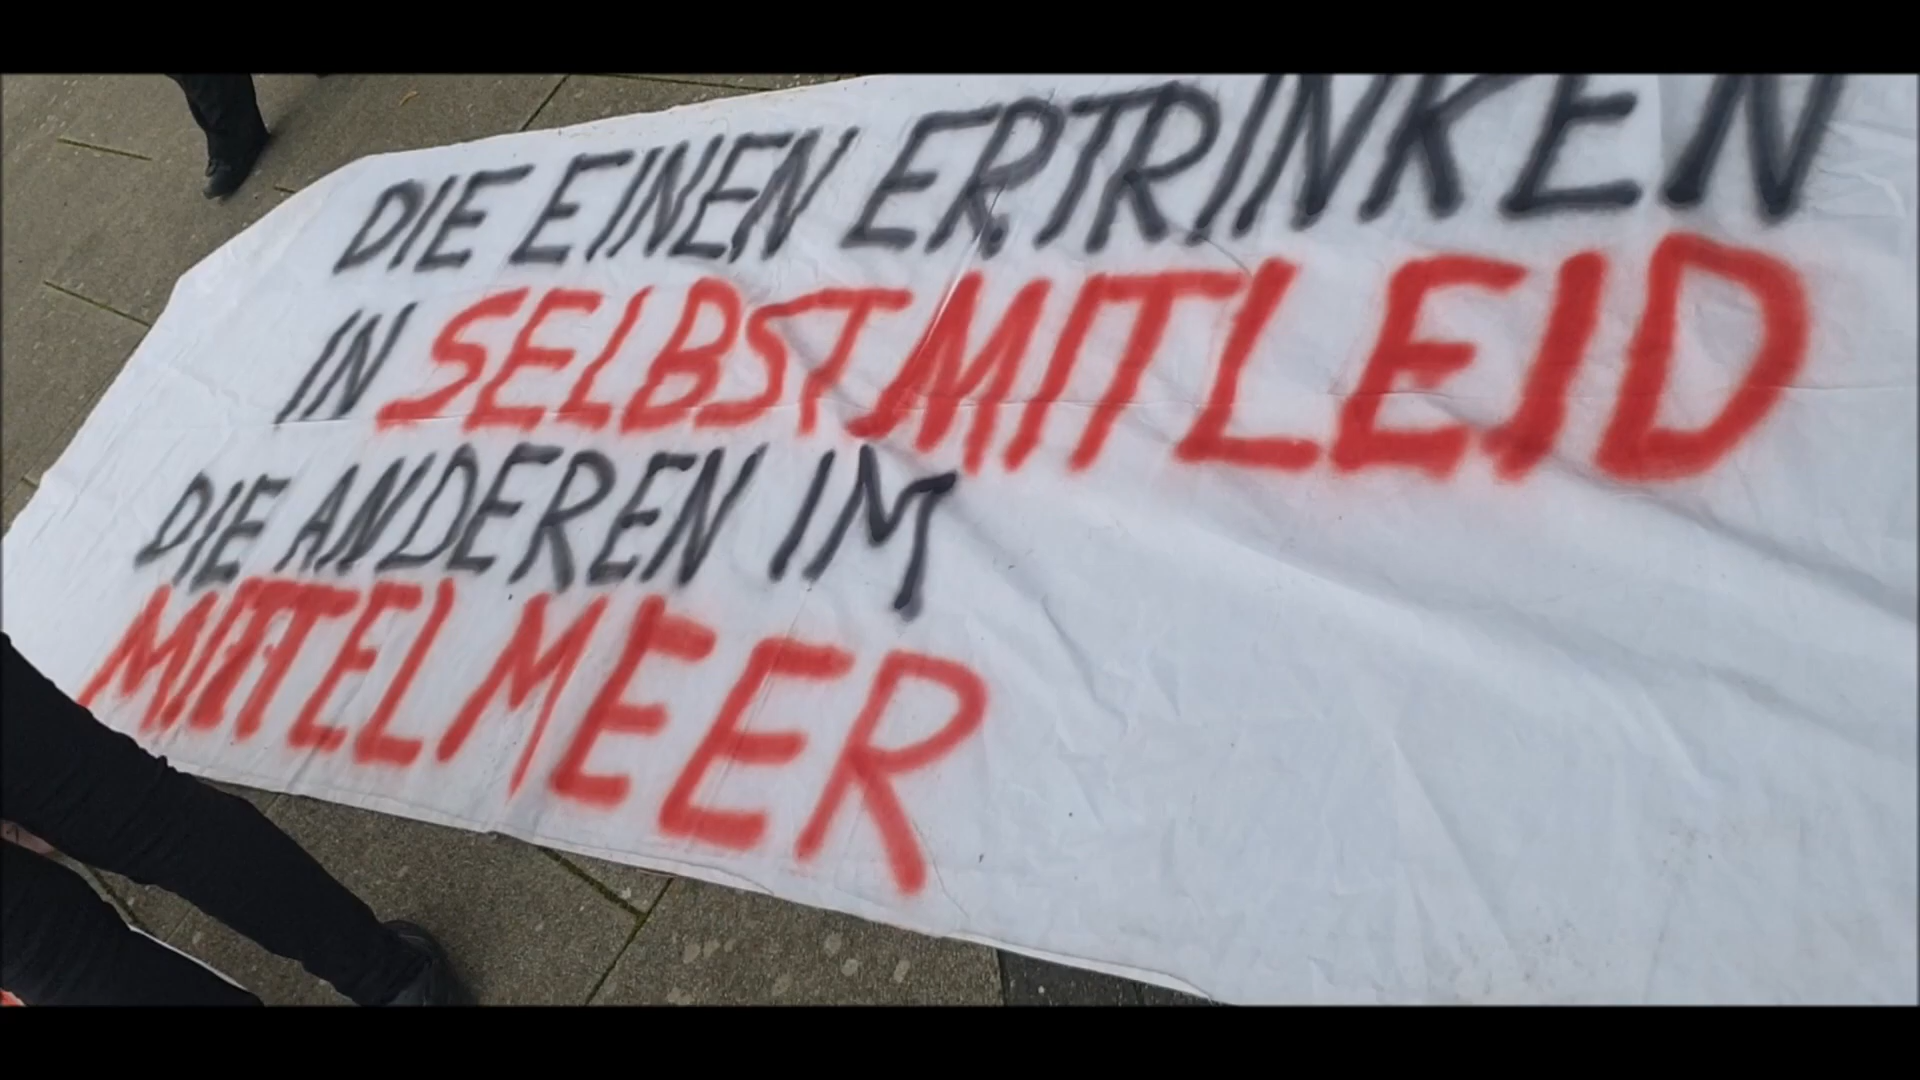 DIE EINEN ERTRINKEN
IN SELBSTMITLEID
DIE ANDEREN IM
MITTELMEER